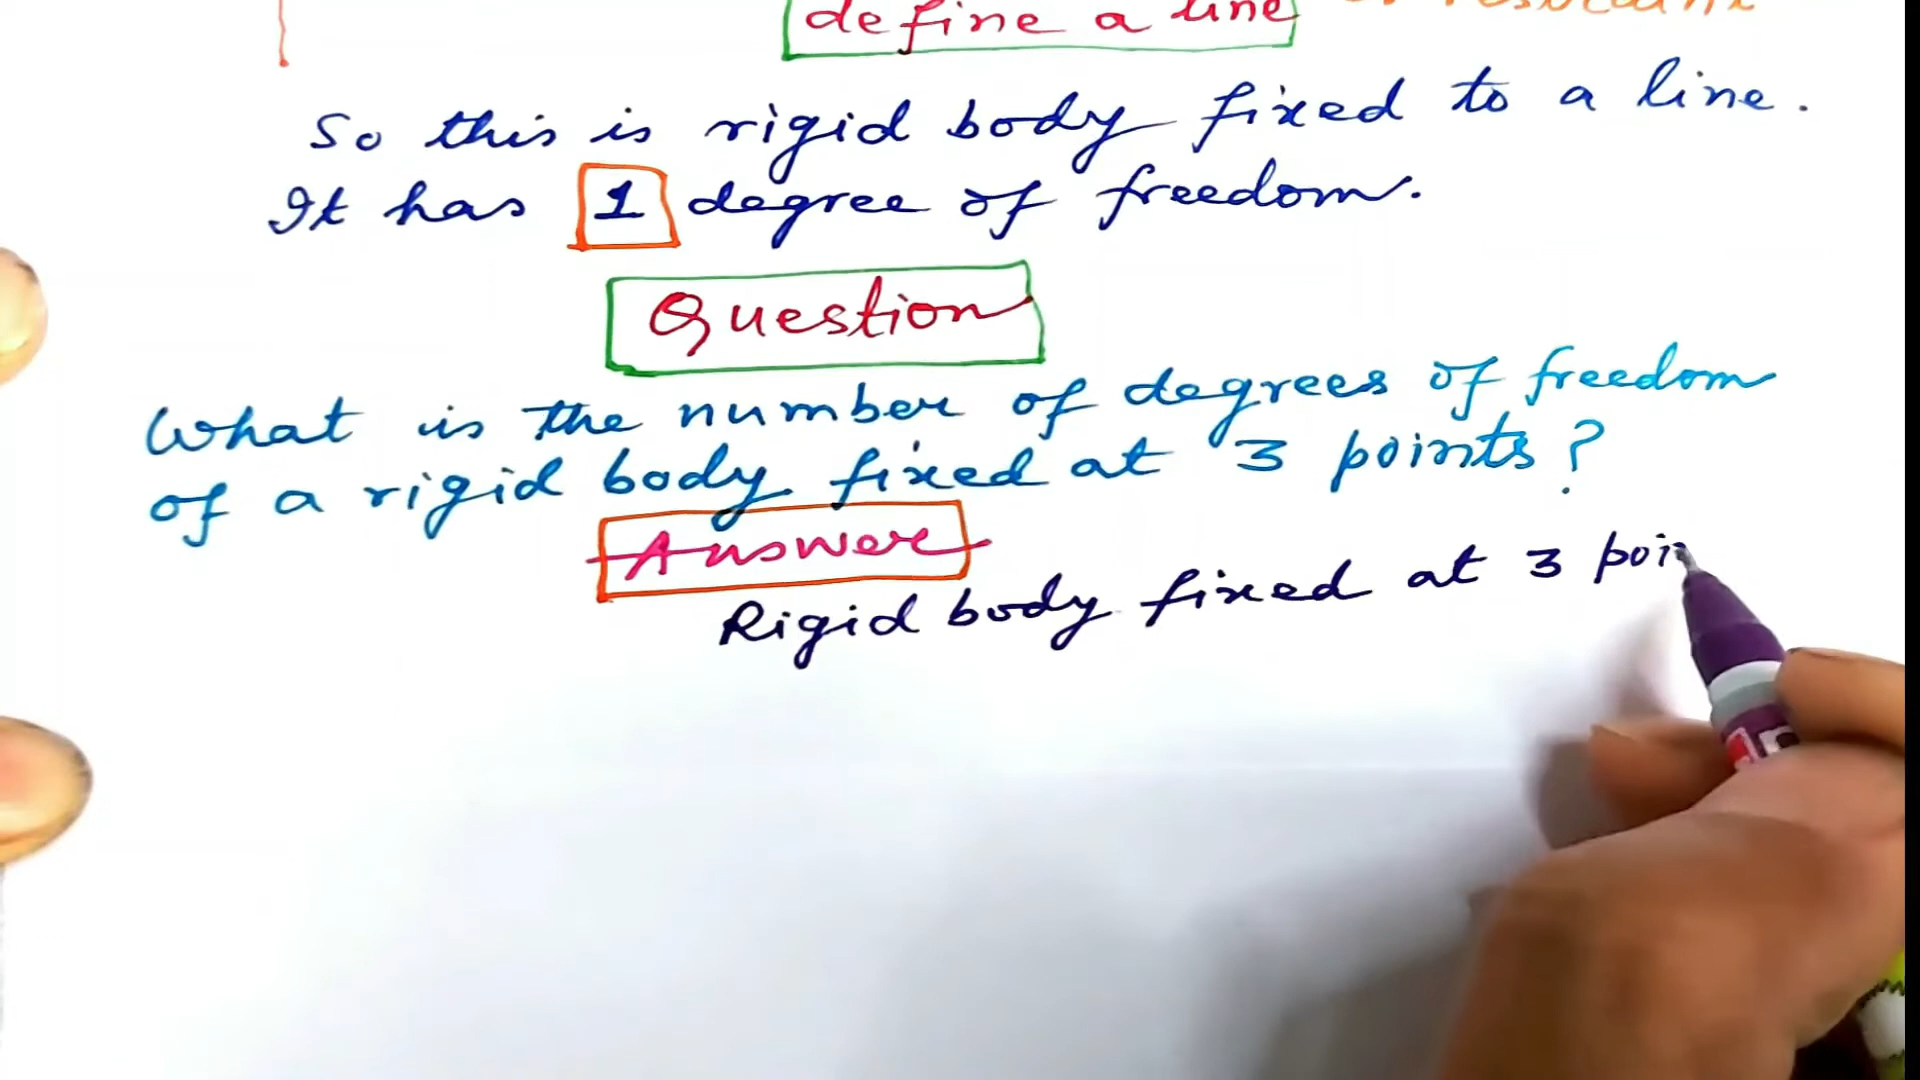 define a line
So this is rigid body fixed to a line.
It has 1 degree of freedom.
Question
What is the number of degrees of freedom
of a rigid body fixed at 3 points?
Answer
Rigid body fixed at 3 poin